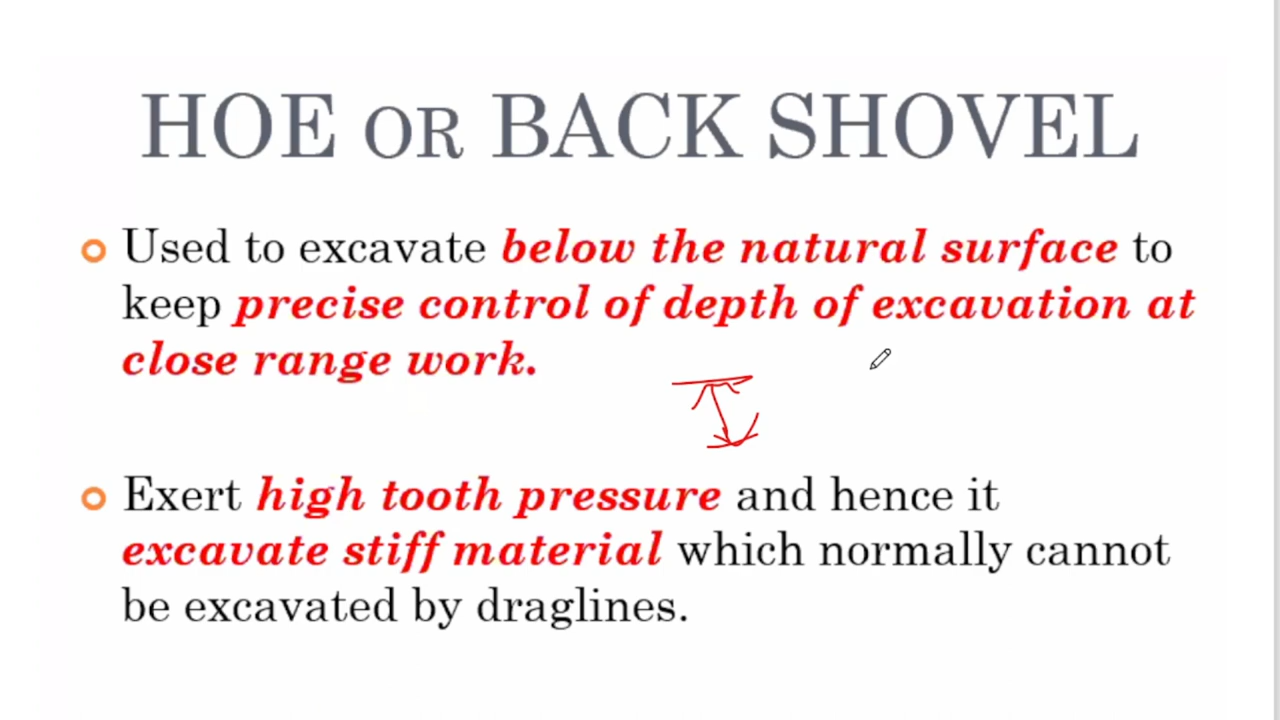 HOE OR BACK SHOVEL
Used to excavate below the natural surface to
keep precise control of depth of excavation at
close range work.
Exert high tooth pressure and hence it
excavate stiff material which normally cannot
be excavated by draglines.